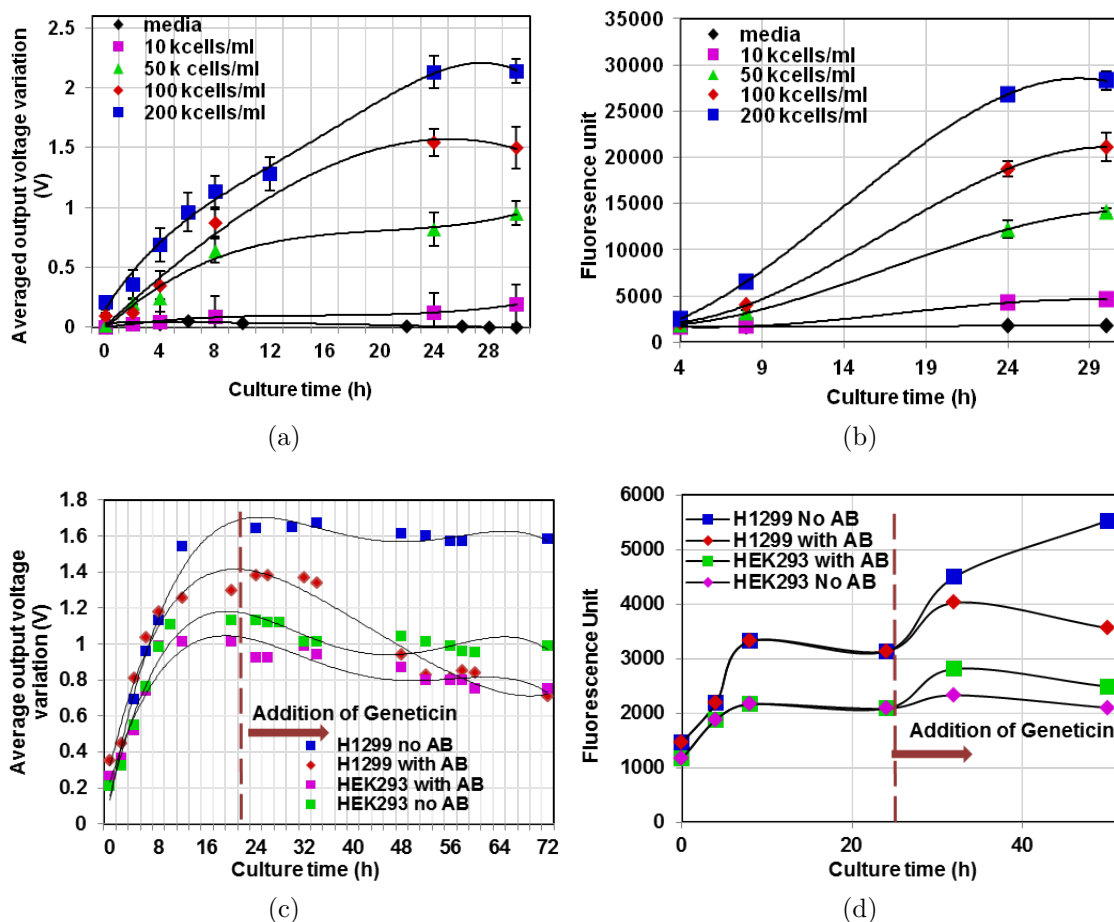 Averaged output voltage variation
(V)
2.5
2
1.5
1
0.5
0
media
10 kcells/ml
50 k cells/ml
100 kcells/ml
200 kcells/ml
0 4 8 12 16 20 24 28
Culture time (h)
(a)
Fluoresence unit
35000
30000
25000
20000
15000
10000
5000
0
media
10 kcells/ml
50 kcells/ml
100 kcells/ml
200 kcells/ml
4 9 14 19 24 29
Culture time (h)
(b)
Average output voltage
variation (V)
1.8
1.6
1.4
1.2
1
0.8
0.6
0.4
0.2
0
Addition of Geneticin
H1299 no AB
H1299 with AB
HEK293 with AB
HEK293 no AB
0 4 8 12 16 20 24 28 32 38 48 52 56 60 72
Culture time (h)
(c)
Fluorescence Unit
6000
5000
4000
3000
2000
1000
0
H1299 No AB
H1299 with AB
HEK293 with AB
HEK293 No AB
Addition of Geneticin
0 20 40
Culture time (h)
(d)